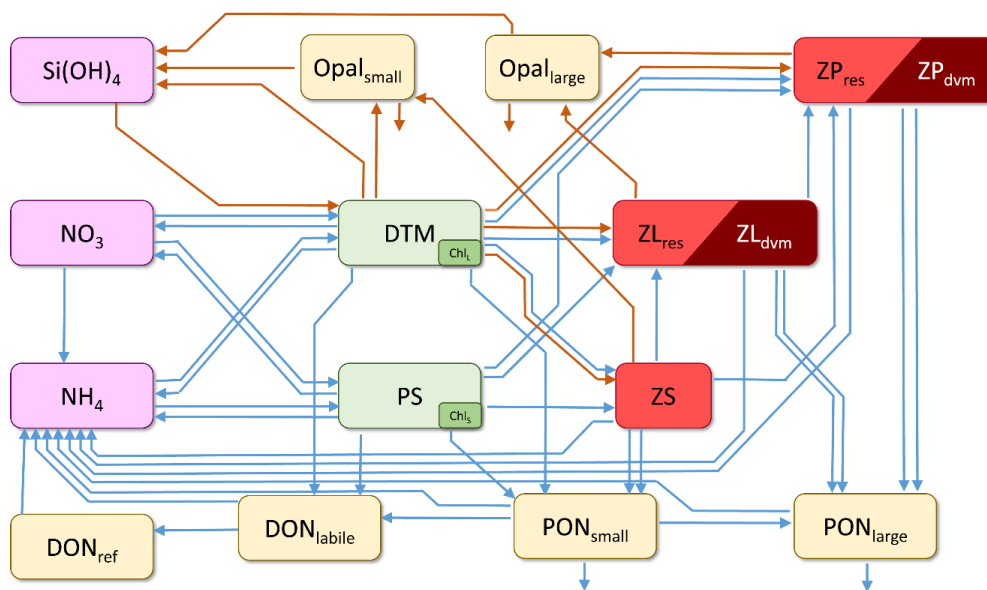 Si(OH)4
Opalsmall
Opallarge
ZPres
ZPdvm
NO3
DTM
ChlL
ZLres
ZLdvm
NH4
PS
ChlS
ZS
DONref
DONlabile
PONsmall
PONlarge